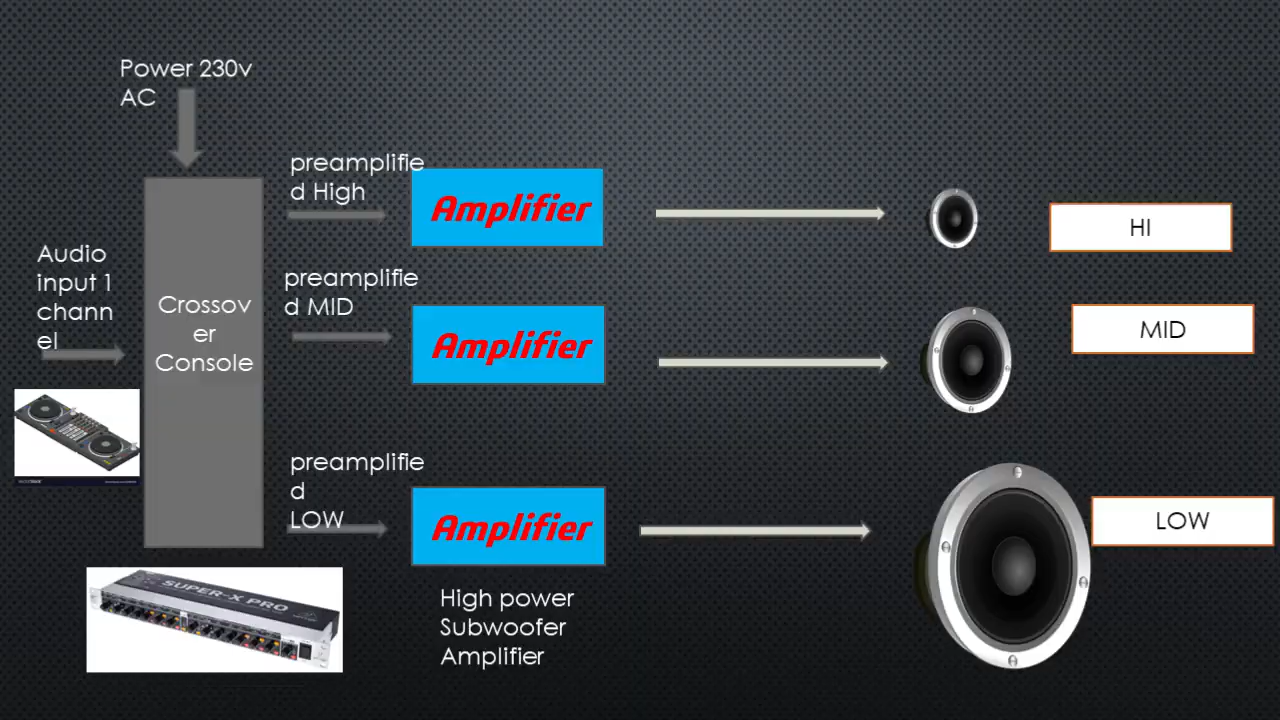 Power 230v
AC
preamplifie
d High
Amplifier
HI
Audio
input 1
chann
el
preamplifie
d MID
Crossov
er
Console
Amplifier
MID
preamplifie
d
LOW
Amplifier
LOW
SUPER-X PRO
High power
Subwoofer
Amplifier